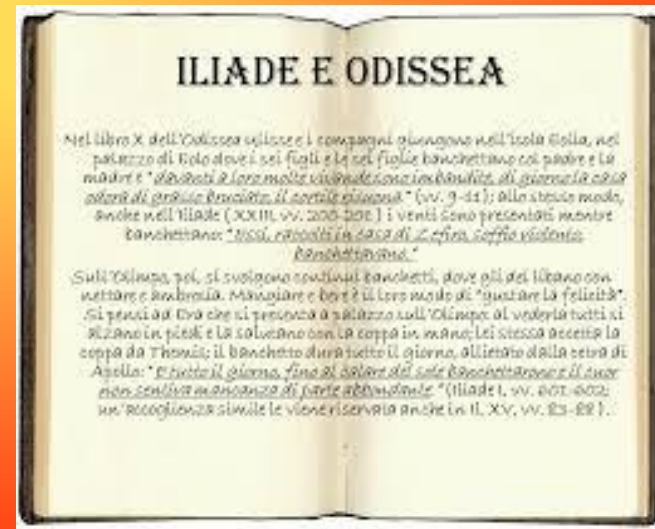 ILIADE E ODISSEA
Nel libro X dell'Odissea ulisse e i compagni giungono nell'isola Eolia, nel
palazzo di Eolo dove i sei figli e le sei figlie banchettano col padre e la
madre e "davanti a loro molte vivande sono imbandite, di giorno la casa
odora di grasso bruciato, il cortile risuona" (vv. 9-11); allo stesso modo,
anche nell'Iliade (XXIII, vv. 200-201) i venti sono presentati mentre
banchettano: "Essi, raccolti in casa di Zefiro, soffio violento,
banchettavano."
Sull'Olimpo, poi, si svolgono continui banchetti, dove gli dei libano con
nettare e ambrosia. Mangiare e bere è il loro modo di "gustare la felicità".
Si pensi ad Era che si presenta a palazzo sull'Olimpo: al vederla tutti si
alzano in piedi e la salutano con la coppa in mano; lei stessa accetta la
coppa da Themis; il banchetto dura tutto il giorno, allietato dalla cetra di
Apollo: "E tutto il giorno, fino al calare del sole banchettarono e il cuor
non sentiva mancanza di parte abbondante." (Iliade I, vv. 601-602;
un'accoglienza simile le viene riservata anche in Il. XV, vv. 83-88).